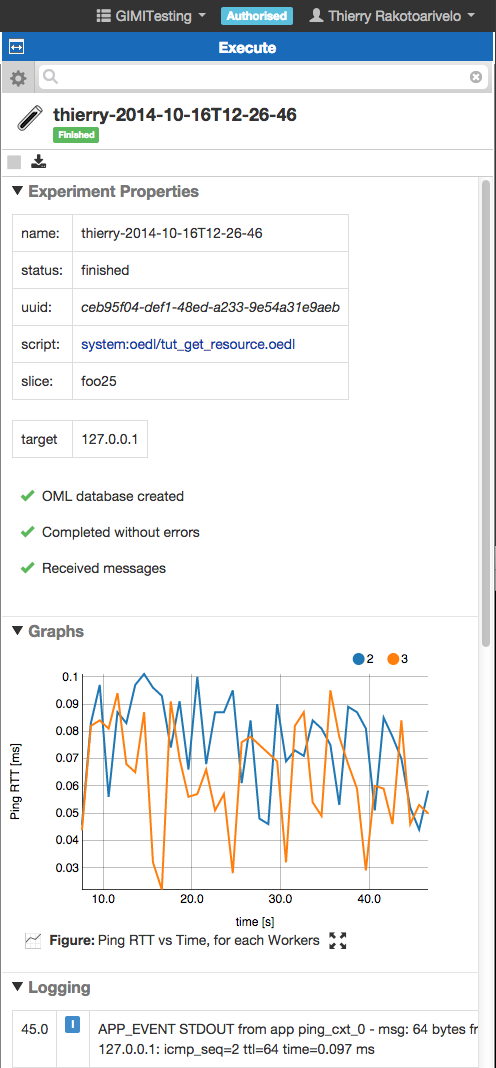 GIMITesting Authorised Thierry Rakotoarivelo
Execute
thierry-2014-10-16T12-26-46
Finished
Experiment Properties
name: thierry-2014-10-16T12-26-46
status: finished
uuid: ceb95f04-def1-48ed-a233-9e54a31e9aeb
script: system:oedl/tut_get_resource.oedl
slice: foo25
target 127.0.0.1
OML database created
Completed without errors
Received messages
Graphs
2 3
0.1
0.09
0.08
0.07
0.06
0.05
0.04
0.03
Ping RTT [ms]
10.0 20.0 30.0 40.0
time [s]
Figure: Ping RTT vs Time, for each Workers
Logging
45.0 I APP_EVENT STDOUT from app ping_cxt_0 - msg: 64 bytes fr
127.0.0.1: icmp_seq=2 ttl=64 time=0.097 ms